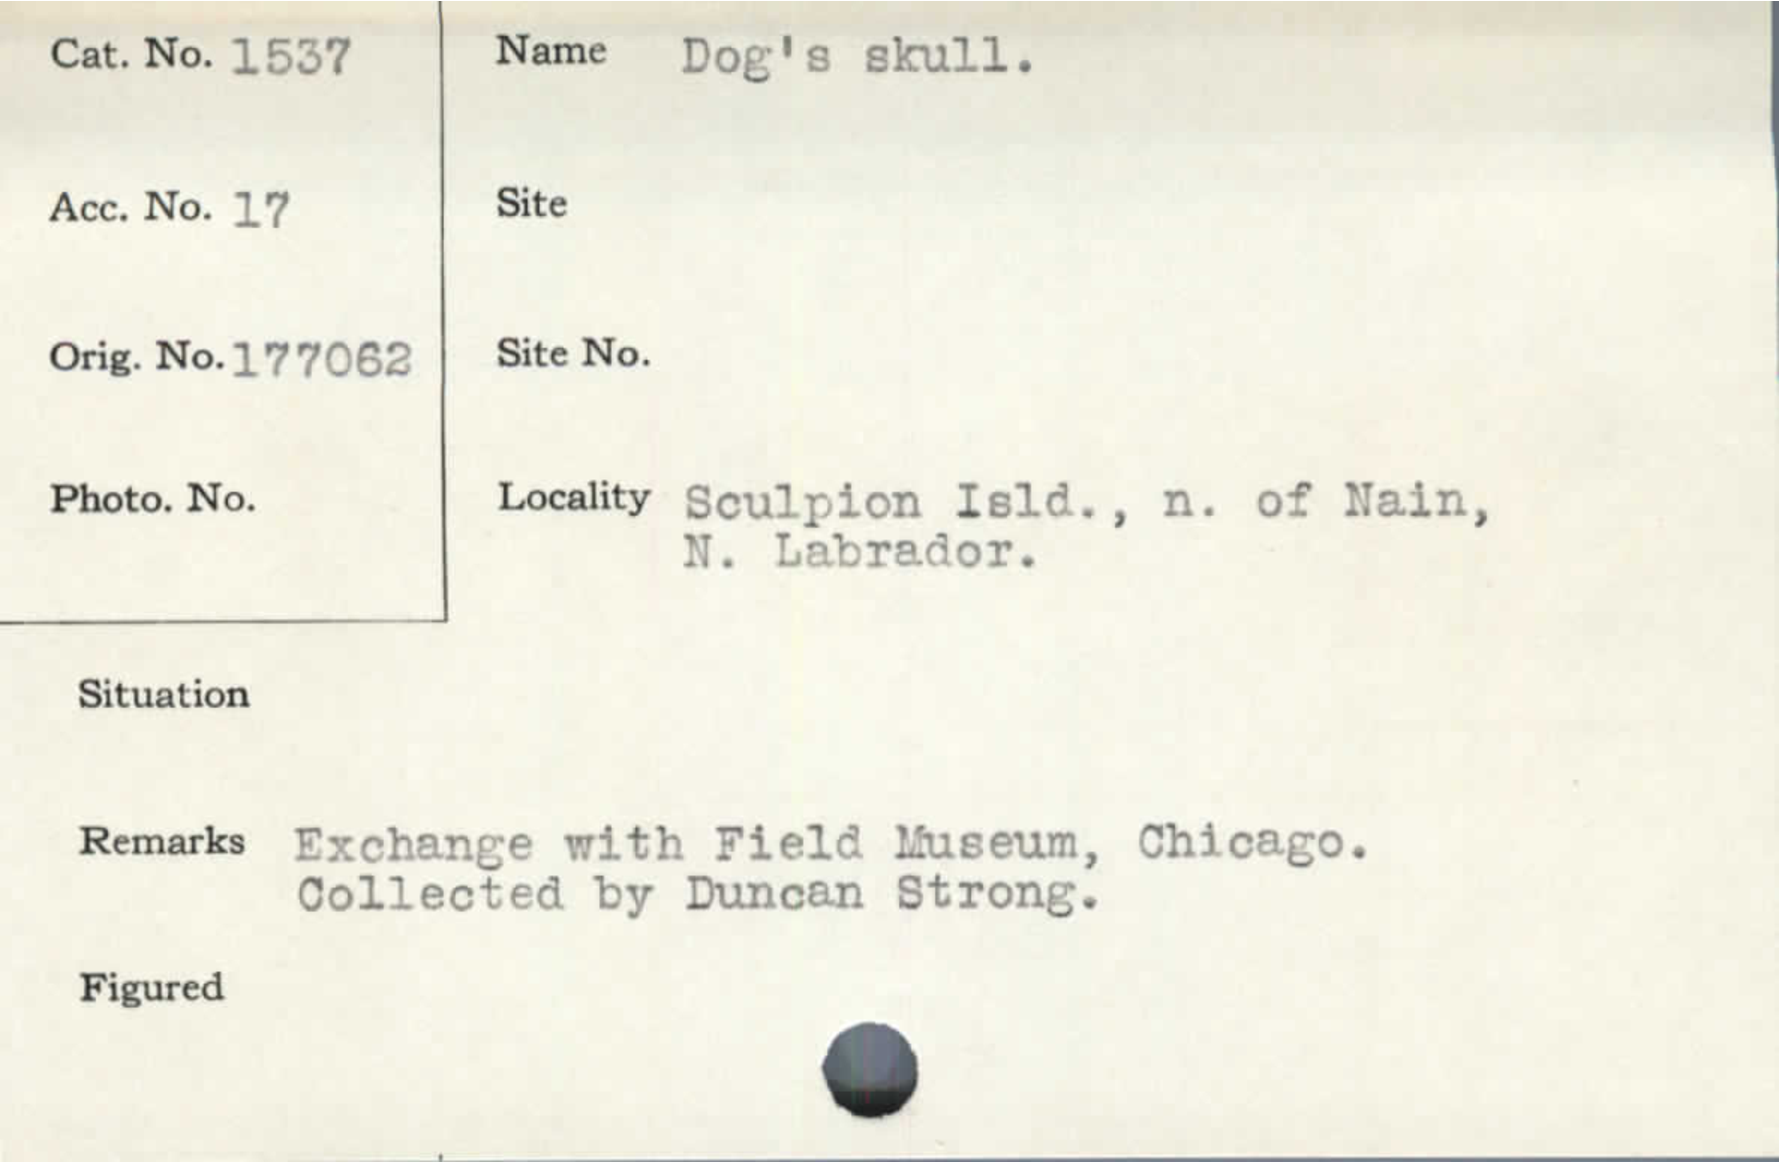 Cat. No. 1537
Name Dog's skull.
Acc. No. 17
Site
Orig. No. 177062
Site No.
Photo. No.
Locality Sculpion Isld., n. of Nain,
N. Labrador.
Situation
Remarks Exchange with Field Museum, Chicago.
Collected by Duncan Strong.
Figured